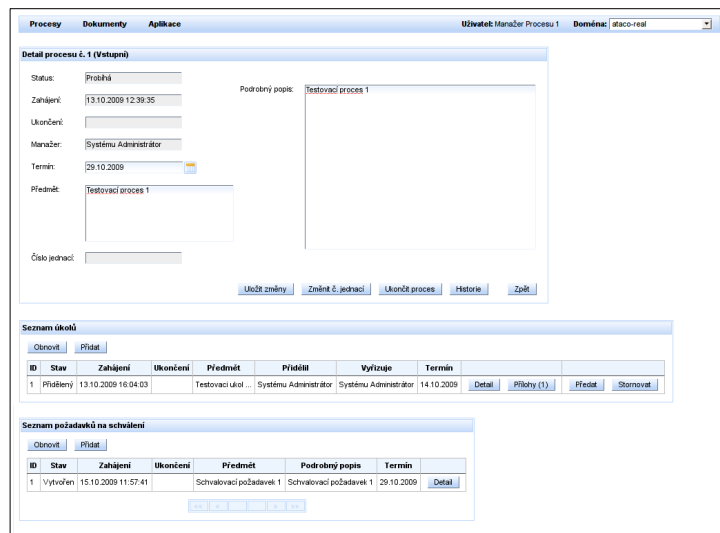 Procesy Dokumenty Aplikace Uživatel: Manažer Procesu 1 Doména: ataco-real
Detail procesu č. 1 (Vstupní)
Status: Probíhá
Podrobný popis: Testovací proces 1
Zahájení: 13.10.2009 12:39:35
Ukončení:
Manažer: Systému Administrátor
Termín: 29.10.2009
Předmět: Testovací proces 1
Číslo jednací:
Uložit změny Změnit č. jednací Ukončit proces Historie Zpět
Seznam úkolů
Obnovit Přidat
ID Stav Zahájení Ukončení Předmět Přidělil Vyřizuje Termín
1 Přidělený 13.10.2009 16:04:03 Testovaci ukol ... Systému Administrátor Systému Administrátor 14.10.2009 Detail Přílohy (1) Předat Stornovat
Seznam požadavků na schválení
Obnovit Přidat
ID Stav Zahájení Ukončení Předmět Podrobný popis Termín
1 Vytvořen 15.10.2009 11:57:41 Schvalovací požadavek 1 Schvalovací požadavek 1 29.10.2009 Detail
«« « » »»